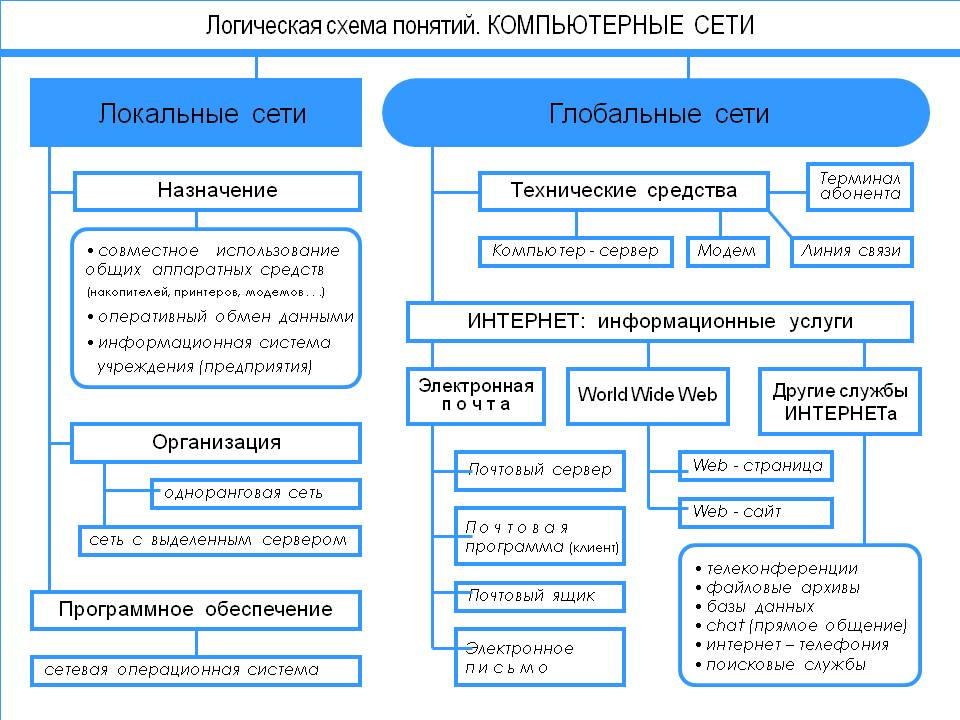 Логическая схема понятий. КОМПЬЮТЕРНЫЕ СЕТИ
Локальные сети
Назначение
• совместное использование
общих аппаратных средств
(накопителей, принтеров, модемов . . .)
• оперативный обмен данными
• информационная система
учреждения (предприятия)
Организация
одноранговая сеть
сеть с выделенным сервером
Программное обеспечение
сетевая операционная система
Глобальные сети
Технические средства
Терминал
абонента
Компьютер - сервер
Модем
Линия связи
ИНТЕРНЕТ: информационные услуги
Электронная
п о ч т а
World Wide Web
Другие службы
ИНТЕРНЕТа
Почтовый сервер
П о ч т о в а я
программа (клиент)
Почтовый ящик
Электронное
п и с ь м о
Web - страница
Web - сайт
• телеконференции
• файловые архивы
• базы данных
• chat (прямое общение)
• интернет – телефония
• поисковые службы